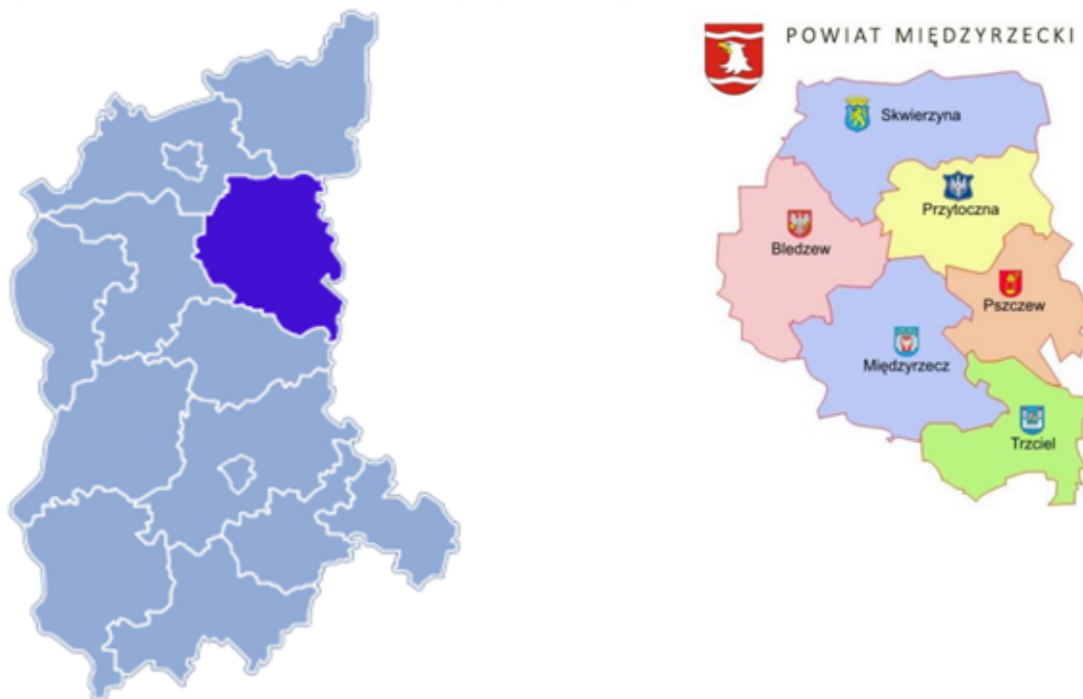 POWIAT MIĘDZYRZECKI
Skwierzyna
Przytoczna
Bledzew
Pszczew
Międzyrzecz
Trzciel